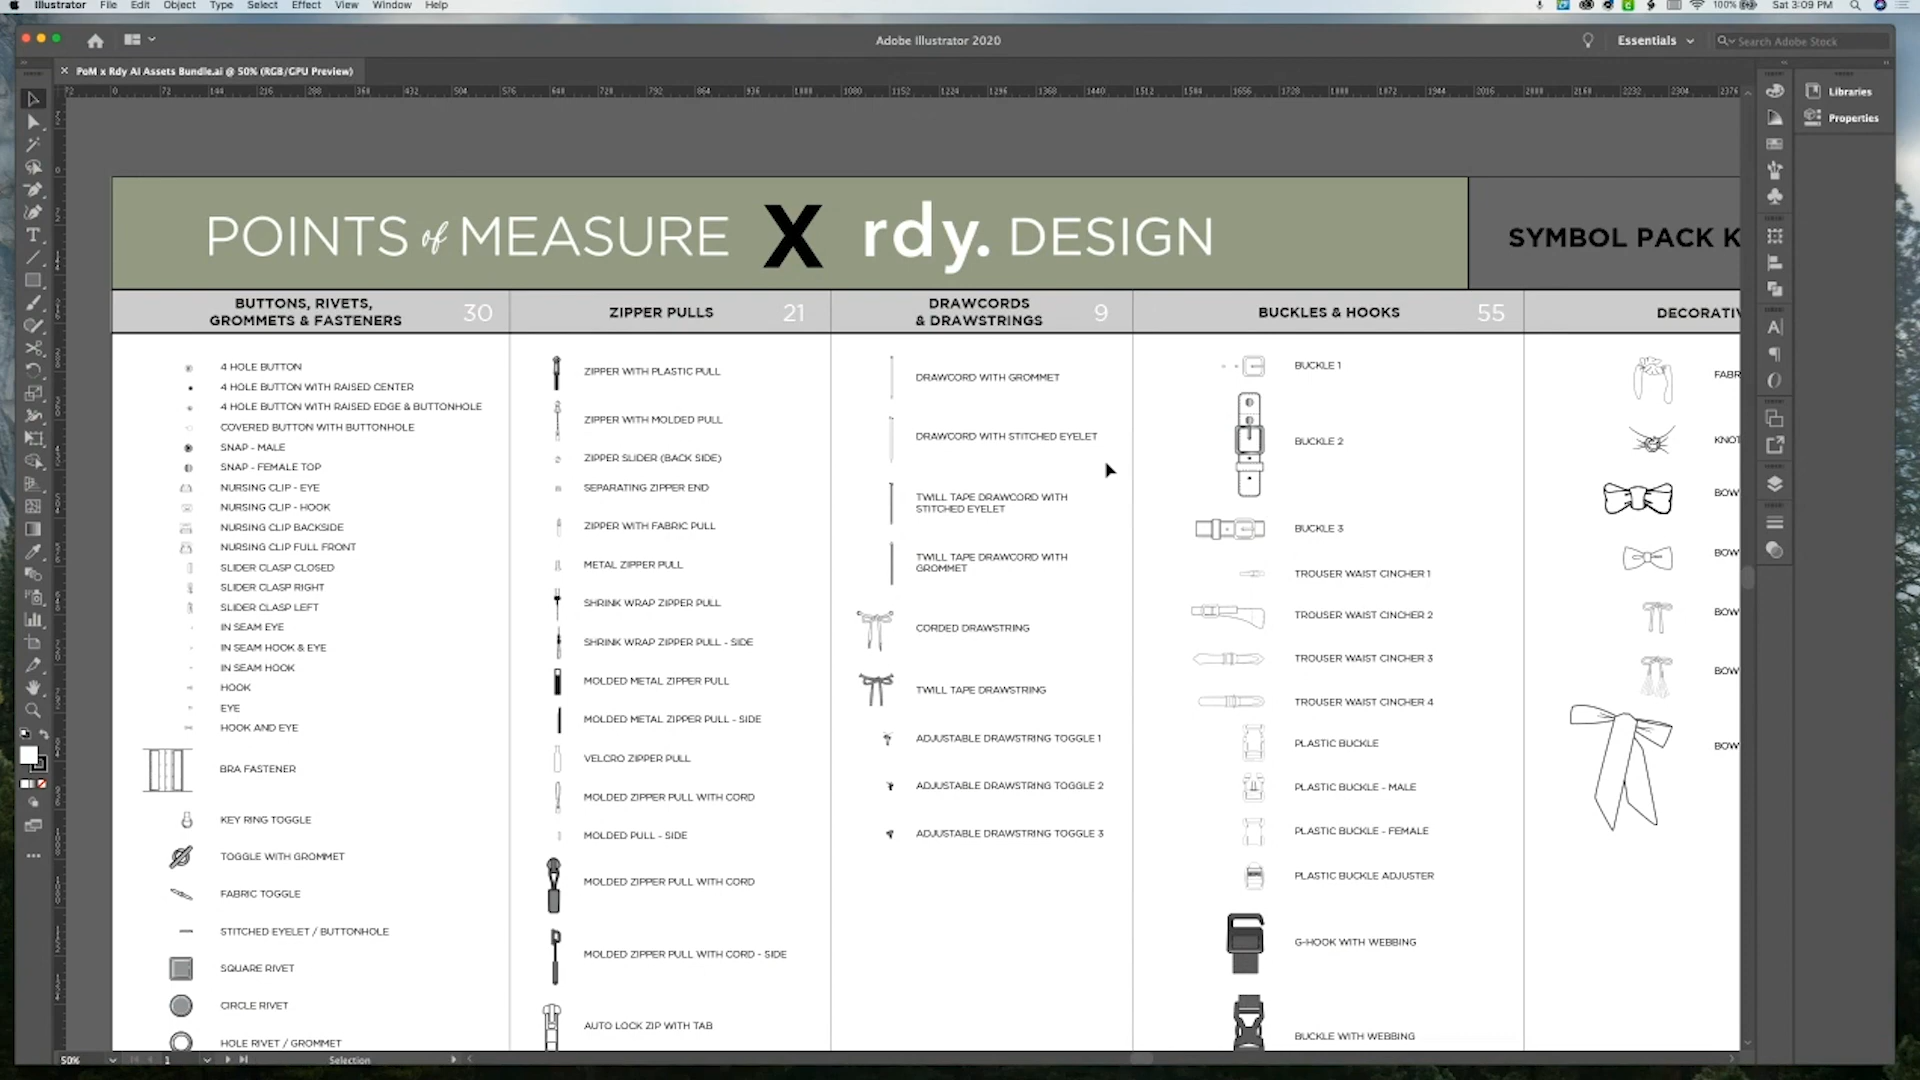 Illustrator File Edit Object Type Select Effect View Window Help
100% Sat 3:09 PM
Adobe Illustrator 2020
Essentials
Search Adobe Stock
PoM x Rdy AI Assets Bundle.ai @ 50% (RGB/GPU Preview)
Libraries
Properties
POINTS of MEASURE X rdy. DESIGN
SYMBOL PACK K
BUTTONS, RIVETS,
GROMMETS & FASTENERS
30
ZIPPER PULLS
21
DRAWCORDS
& DRAWSTRINGS
9
BUCKLES & HOOKS
55
DECORATIV
4 HOLE BUTTON
4 HOLE BUTTON WITH RAISED CENTER
4 HOLE BUTTON WITH RAISED EDGE & BUTTONHOLE
COVERED BUTTON WITH BUTTONHOLE
SNAP - MALE
SNAP - FEMALE TOP
NURSING CLIP - EYE
NURSING CLIP - HOOK
NURSING CLIP BACKSIDE
NURSING CLIP FULL FRONT
SLIDER CLASP CLOSED
SLIDER CLASP RIGHT
SLIDER CLASP LEFT
IN SEAM EYE
IN SEAM HOOK & EYE
IN SEAM HOOK
HOOK
EYE
HOOK AND EYE
BRA FASTENER
KEY RING TOGGLE
TOGGLE WITH GROMMET
FABRIC TOGGLE
STITCHED EYELET / BUTTONHOLE
SQUARE RIVET
CIRCLE RIVET
HOLE RIVET / GROMMET
ZIPPER WITH PLASTIC PULL
ZIPPER WITH MOLDED PULL
ZIPPER SLIDER (BACK SIDE)
SEPARATING ZIPPER END
ZIPPER WITH FABRIC PULL
METAL ZIPPER PULL
SHRINK WRAP ZIPPER PULL
SHRINK WRAP ZIPPER PULL - SIDE
MOLDED METAL ZIPPER PULL
MOLDED METAL ZIPPER PULL - SIDE
VELCRO ZIPPER PULL
MOLDED ZIPPER PULL WITH CORD
MOLDED PULL - SIDE
MOLDED ZIPPER PULL WITH CORD
MOLDED ZIPPER PULL WITH CORD - SIDE
AUTO LOCK ZIP WITH TAB
DRAWCORD WITH GROMMET
DRAWCORD WITH STITCHED EYELET
TWILL TAPE DRAWCORD WITH
STITCHED EYELET
TWILL TAPE DRAWCORD WITH
GROMMET
CORDED DRAWSTRING
TWILL TAPE DRAWSTRING
ADJUSTABLE DRAWSTRING TOGGLE 1
ADJUSTABLE DRAWSTRING TOGGLE 2
ADJUSTABLE DRAWSTRING TOGGLE 3
BUCKLE 1
BUCKLE 2
BUCKLE 3
TROUSER WAIST CINCHER 1
TROUSER WAIST CINCHER 2
TROUSER WAIST CINCHER 3
TROUSER WAIST CINCHER 4
PLASTIC BUCKLE
PLASTIC BUCKLE - MALE
PLASTIC BUCKLE - FEMALE
PLASTIC BUCKLE ADJUSTER
G-HOOK WITH WEBBING
BUCKLE WITH WEBBING
FABR
KNOT
BOW
BOW
BOW
BOW
BOW
50%
1
Selection